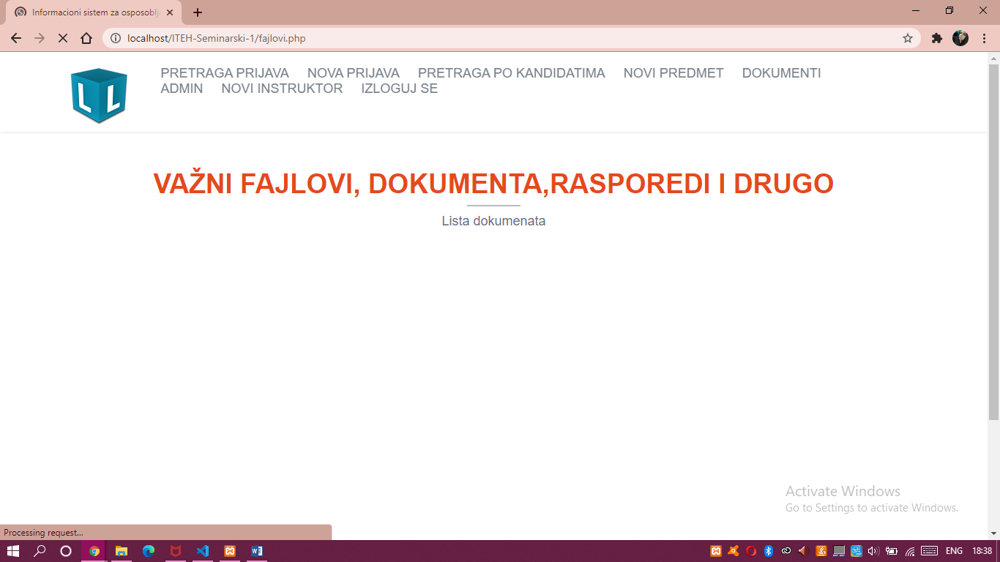 Informacioni sistem za osposoblj
localhost/ITEH-Seminarski-1/fajlovi.php
LL
PRETRAGA PRIJAVA NOVA PRIJAVA PRETRAGA PO KANDIDATIMA NOVI PREDMET DOKUMENTI
ADMIN NOVI INSTRUKTOR IZLOGUJ SE
VAŽNI FAJLOVI, DOKUMENTA,RASPOREDI I DRUGO
Lista dokumenata
Activate Windows
Go to Settings to activate Windows.
Processing request...
ENG 18:38